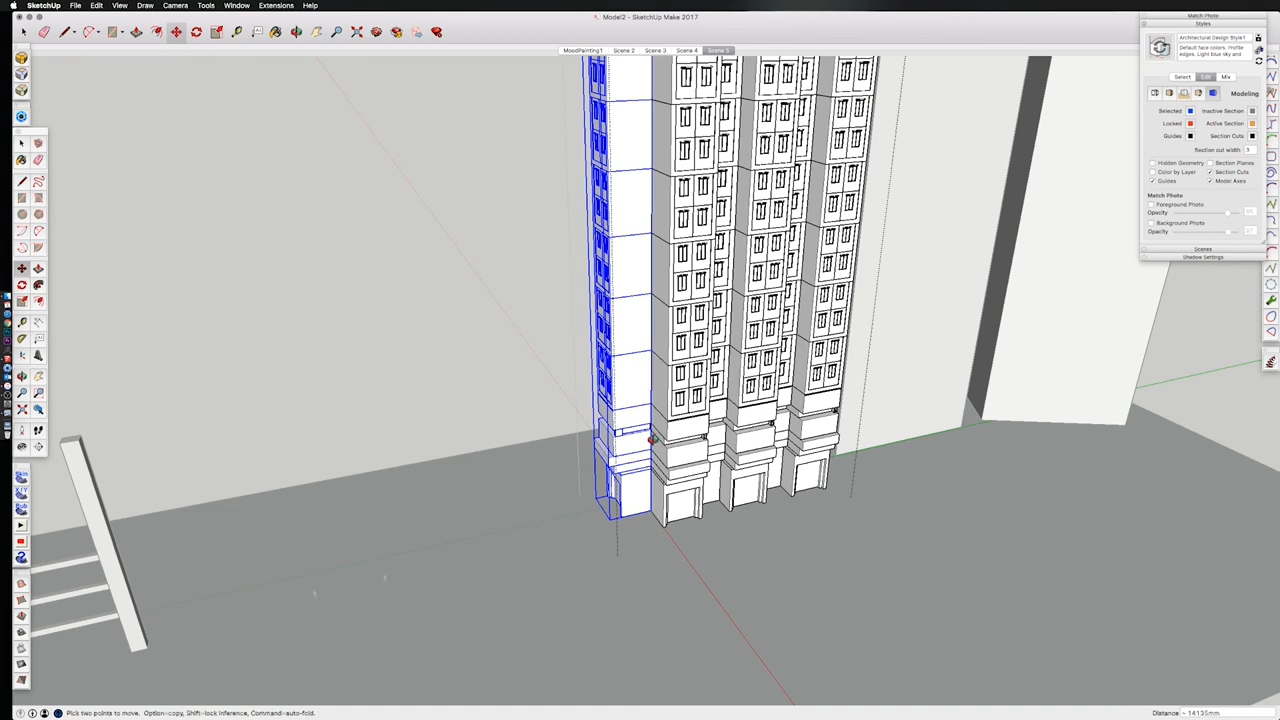 SketchUp File Edit View Draw Camera Tools Window Extensions Help
Model2 - SketchUp Make 2017
MoodPainting1 Scene 2 Scene 3 Scene 4 Scene 5
Match Photo
Styles
Architectural Design Style1
Default face colors. Profile
edges. Light blue sky and
Select Edit Mix
Modeling
Selected Inactive Section
Locked Active Section
Guides Section Cuts
Section cut width 3
Hidden Geometry Section Planes
Color by Layer Section Cuts
Guides Model Axes
Match Photo
Foreground Photo
Opacity
Background Photo
Opacity
Scenes
Shadow Settings
Skin
X/Y
Bub
Pick two points to move. Option-copy, Shift-lock inference, Command-auto-fold.
Distance ~ 14135mm